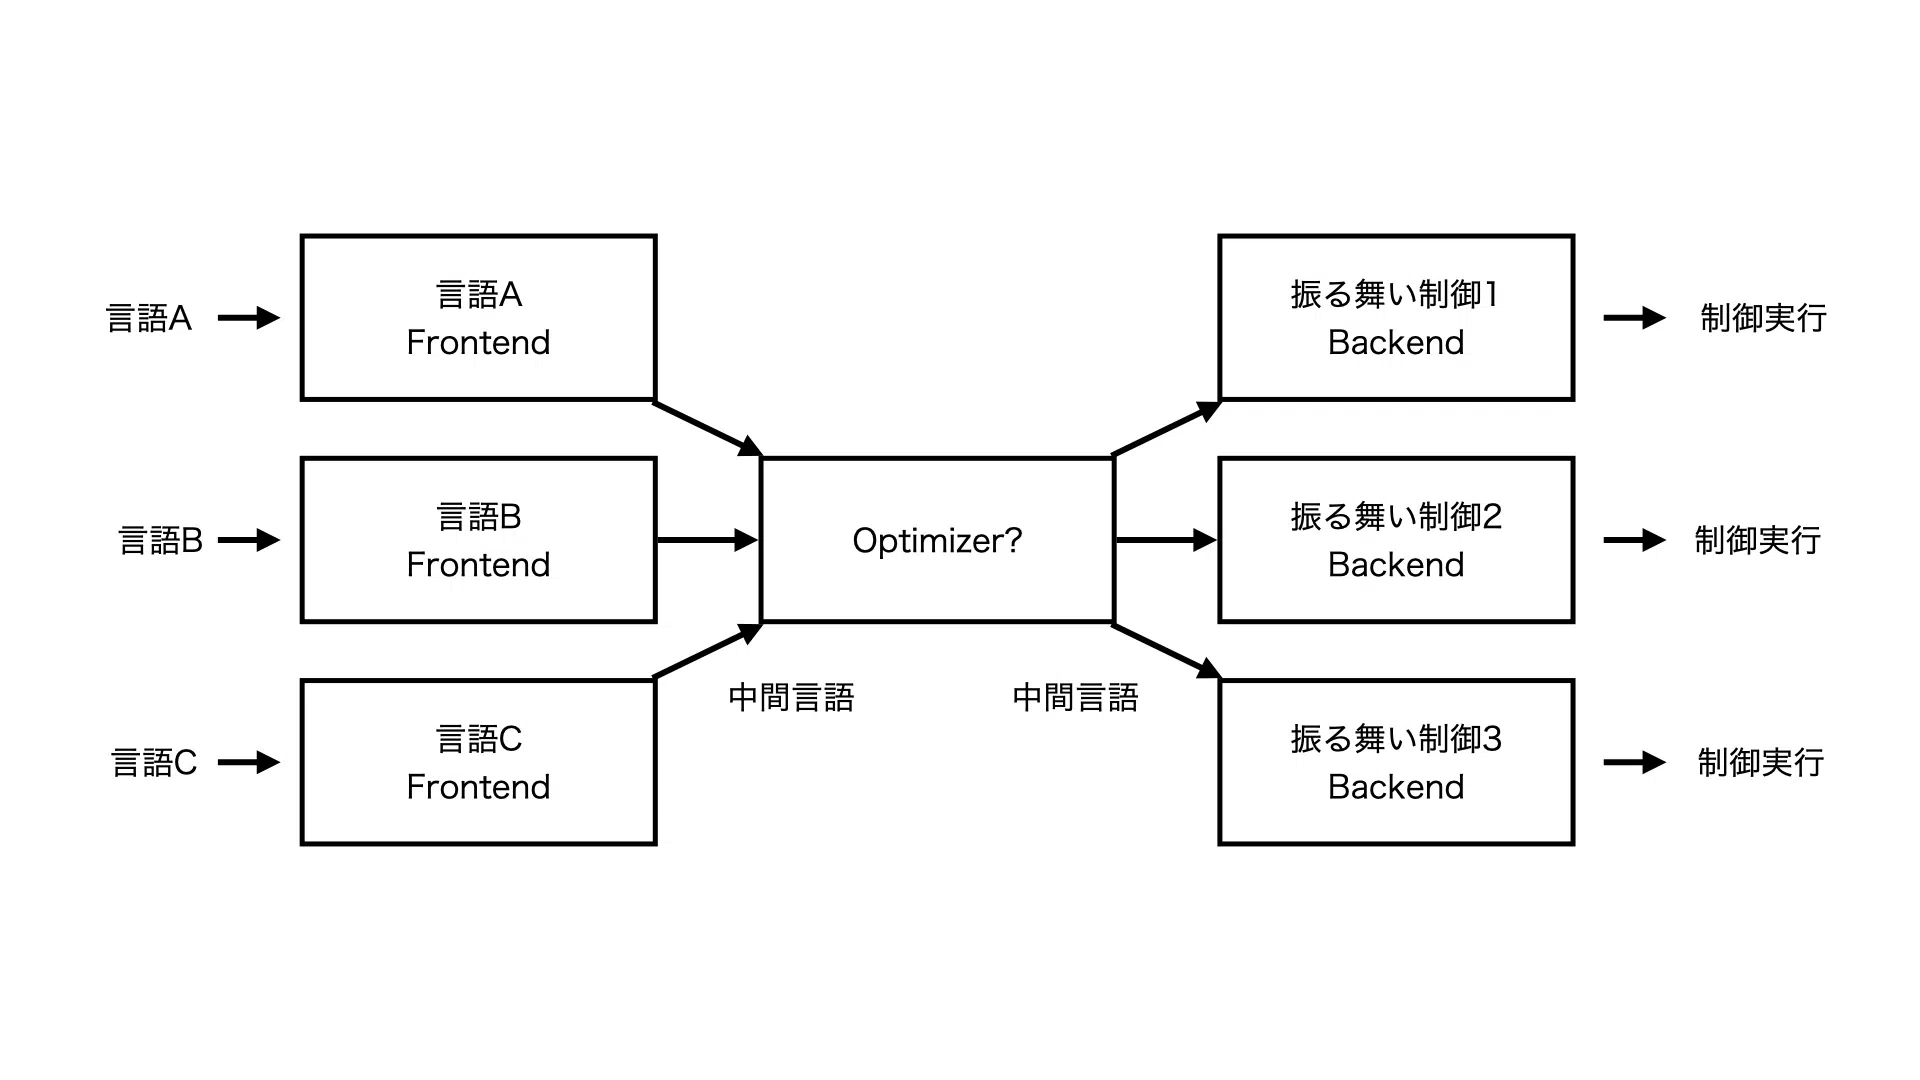 言語A
言語A
Frontend
振る舞い制御1
Backend
制御実行
言語B
言語B
Frontend
Optimizer?
振る舞い制御2
Backend
制御実行
中間言語
中間言語
言語C
言語C
Frontend
振る舞い制御3
Backend
制御実行